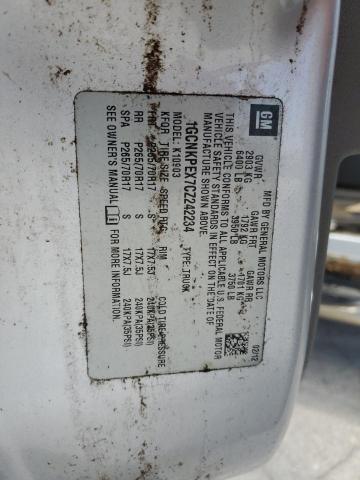 GM
MFD BY GENERAL MOTORS LLC
02/12
GVWR GAWR FRT GAWR RR
2903 KG 1792 KG 1701 KG
6400 LB 3950 LB 3750 LB
THIS VEHICLE CONFORMS TO ALL APPLICABLE U.S. FEDERAL MOTOR
VEHICLE SAFETY STANDARDS IN EFFECT ON THE DATE OF
MANUFACTURE SHOWN ABOVE.
1GCNKPEX7CZ242234 TYPE: TRUCK
MODEL: K10903
KFQR TIRE SIZE SPEED RTG RIM COLD TIRE PRESSURE
FRT P265/70R17 S 17X7.5J 240KPA(35PSI)
RR P265/70R17 S 17X7.5J 240KPA(35PSI)
SPA P265/70R17 S 17X7.5J 240KPA(35PSI)
SEE OWNER'S MANUAL FOR MORE INFORMATION.